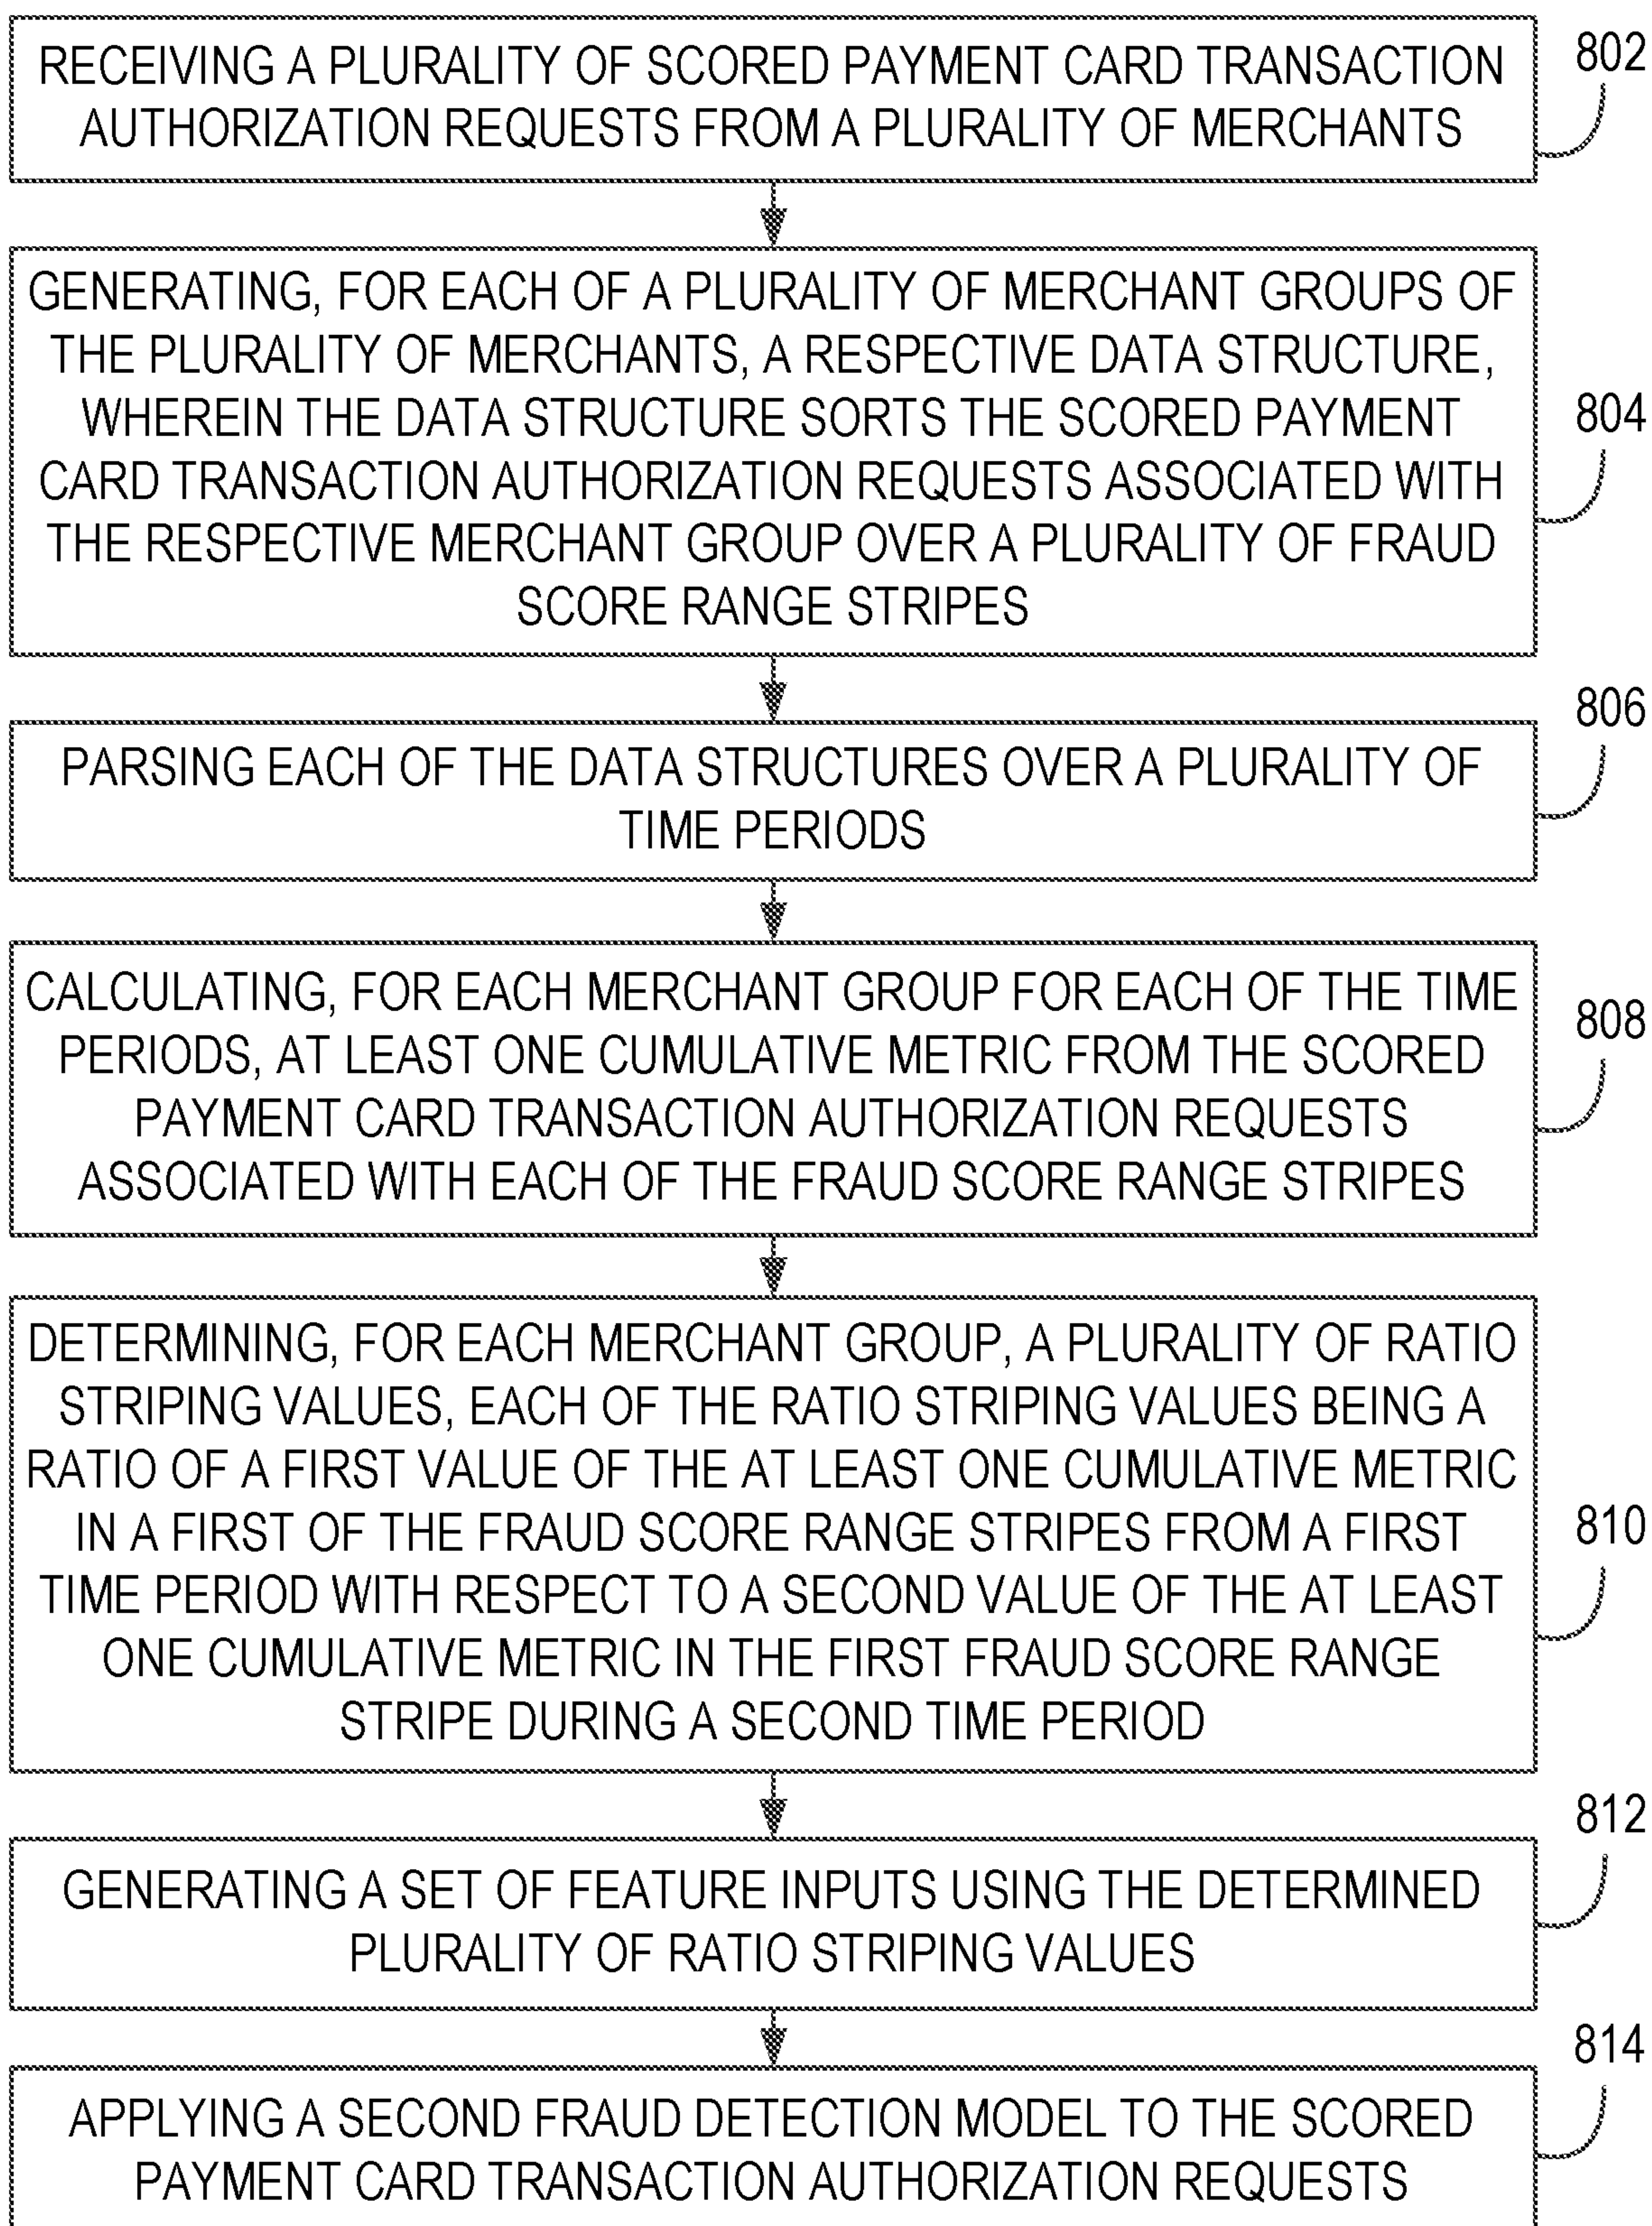 RECEIVING A PLURALITY OF SCORED PAYMENT CARD TRANSACTION
AUTHORIZATION REQUESTS FROM A PLURALITY OF MERCHANTS
802
GENERATING, FOR EACH OF A PLURALITY OF MERCHANT GROUPS OF
THE PLURALITY OF MERCHANTS, A RESPECTIVE DATA STRUCTURE,
WHEREIN THE DATA STRUCTURE SORTS THE SCORED PAYMENT
CARD TRANSACTION AUTHORIZATION REQUESTS ASSOCIATED WITH
THE RESPECTIVE MERCHANT GROUP OVER A PLURALITY OF FRAUD
SCORE RANGE STRIPES
804
PARSING EACH OF THE DATA STRUCTURES OVER A PLURALITY OF
TIME PERIODS
806
CALCULATING, FOR EACH MERCHANT GROUP FOR EACH OF THE TIME
PERIODS, AT LEAST ONE CUMULATIVE METRIC FROM THE SCORED
PAYMENT CARD TRANSACTION AUTHORIZATION REQUESTS
ASSOCIATED WITH EACH OF THE FRAUD SCORE RANGE STRIPES
808
DETERMINING, FOR EACH MERCHANT GROUP, A PLURALITY OF RATIO
STRIPING VALUES, EACH OF THE RATIO STRIPING VALUES BEING A
RATIO OF A FIRST VALUE OF THE AT LEAST ONE CUMULATIVE METRIC
IN A FIRST OF THE FRAUD SCORE RANGE STRIPES FROM A FIRST
TIME PERIOD WITH RESPECT TO A SECOND VALUE OF THE AT LEAST
ONE CUMULATIVE METRIC IN THE FIRST FRAUD SCORE RANGE
STRIPE DURING A SECOND TIME PERIOD
810
GENERATING A SET OF FEATURE INPUTS USING THE DETERMINED
PLURALITY OF RATIO STRIPING VALUES
812
APPLYING A SECOND FRAUD DETECTION MODEL TO THE SCORED
PAYMENT CARD TRANSACTION AUTHORIZATION REQUESTS
814